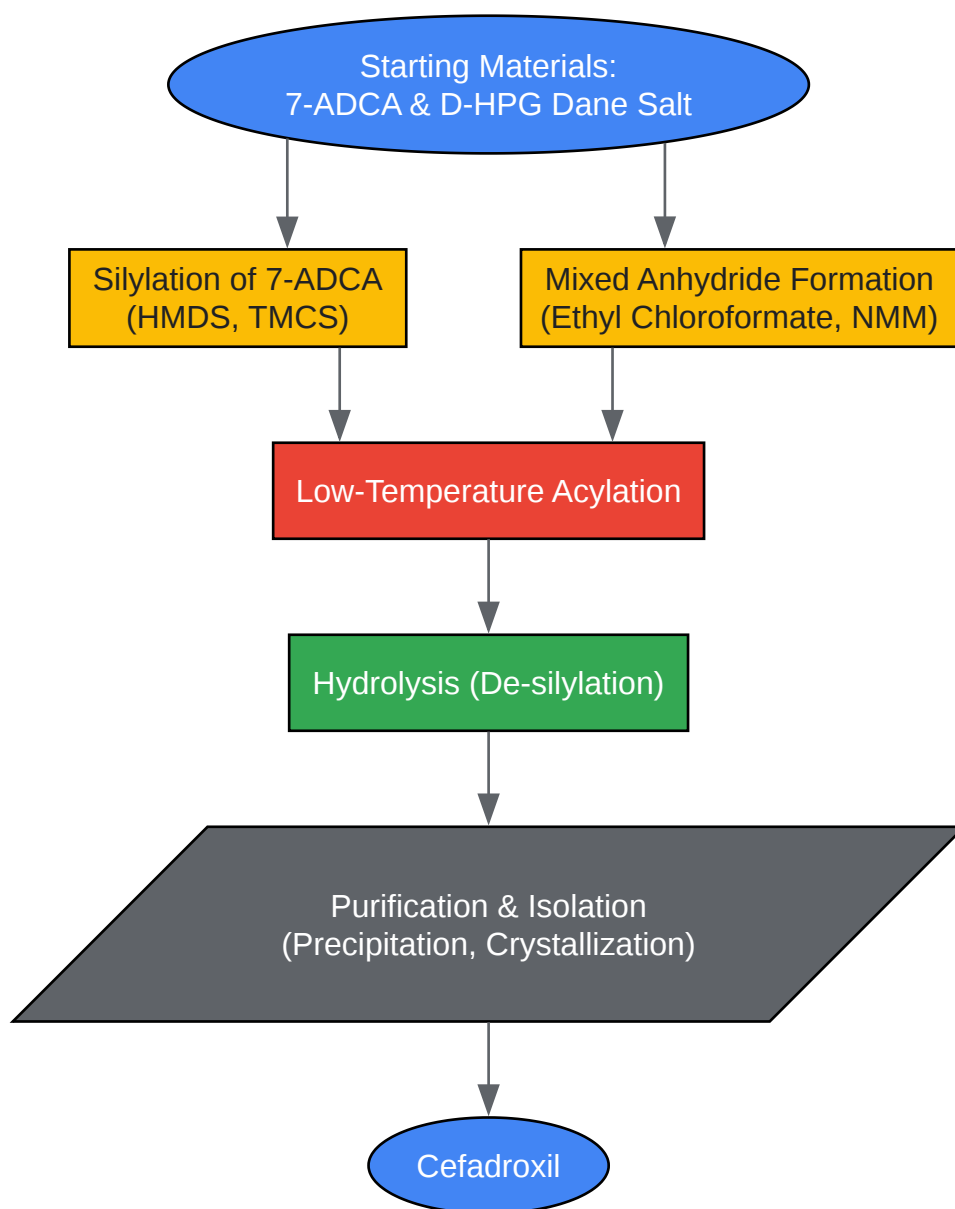 Starting Materials:
7-ADCA & D-HPG Dane Salt
Silylation of 7-ADCA
(HMDS, TMCS)
Mixed Anhydride Formation
(Ethyl Chloroformate, NMM)
Low-Temperature Acylation
Hydrolysis (De-silylation)
Purification & Isolation
(Precipitation, Crystallization)
Cefadroxil